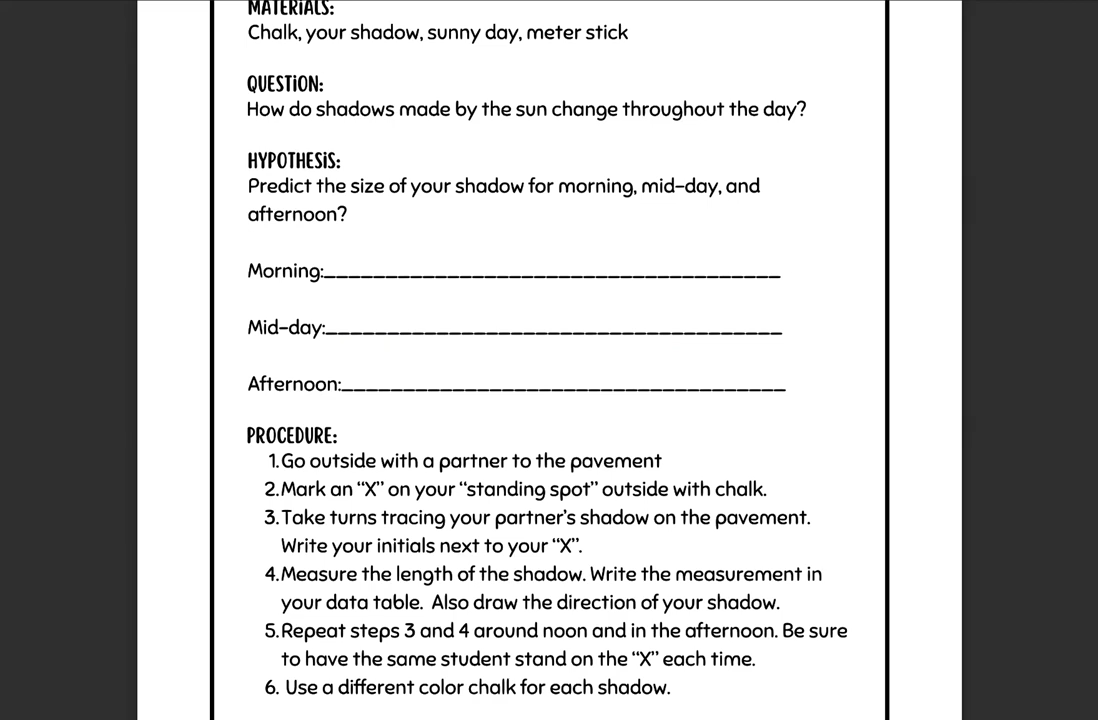 MATERiALS:
Chalk, your shadow, sunny day, meter stick
QUESTiON:
How do shadows made by the sun change throughout the day?
HYPOTHESiS:
Predict the size of your shadow for morning, mid-day, and
afternoon?
Morning:_____________________________________
Mid-day:_____________________________________
Afternoon:____________________________________
PROCEDURE:
1.Go outside with a partner to the pavement
2.Mark an “X” on your “standing spot” outside with chalk.
3.Take turns tracing your partner’s shadow on the pavement.
Write your initials next to your “X”.
4.Measure the length of the shadow. Write the measurement in
your data table. Also draw the direction of your shadow.
5.Repeat steps 3 and 4 around noon and in the afternoon. Be sure
to have the same student stand on the “X” each time.
6. Use a different color chalk for each shadow.